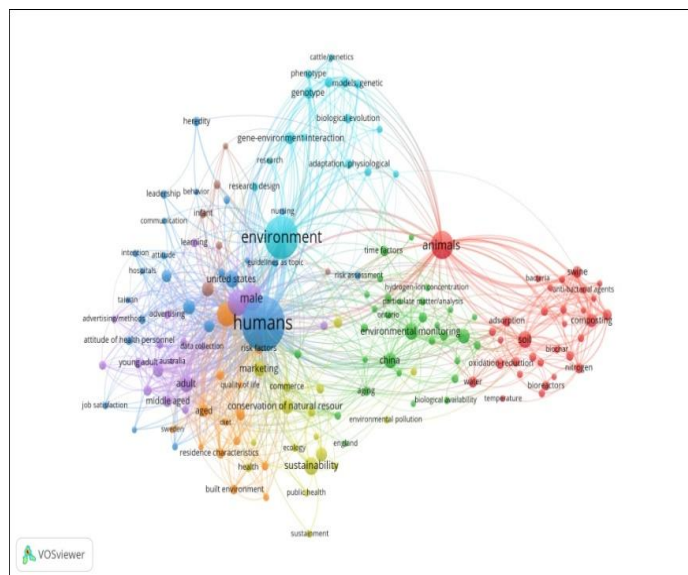 cattle/genetics
phenotype
models, genetic
genotype
heredity
biological evolution
gene-environment interaction
research
adaptation, physiological
leadership
behavior
research design
infant
communication
nursing
environment
learning
intention
attitude
guidelines as topic
time factors
animals
hospitals
united states
risk assessment
bacteria
swine
hydrogen-ion concentration
anti-bacterial agents
taiwan
male
particulate matter/analysis
advertising/methods
advertising
humans
ontario
adsorption
composting
environmental monitoring
attitude of health personnel
data collection
risk factors
soil
biochar
young adult
australia
marketing
china
oxidation-reduction
nitrogen
adult
quality of life
commerce
aging
water
bioreactors
middle aged
aged
diet
conservation of natural resour
biological availability
temperature
job satisfaction
sweden
environmental pollution
residence characteristics
ecology
england
health
sustainability
built environment
public health
sustainment
VOSviewer